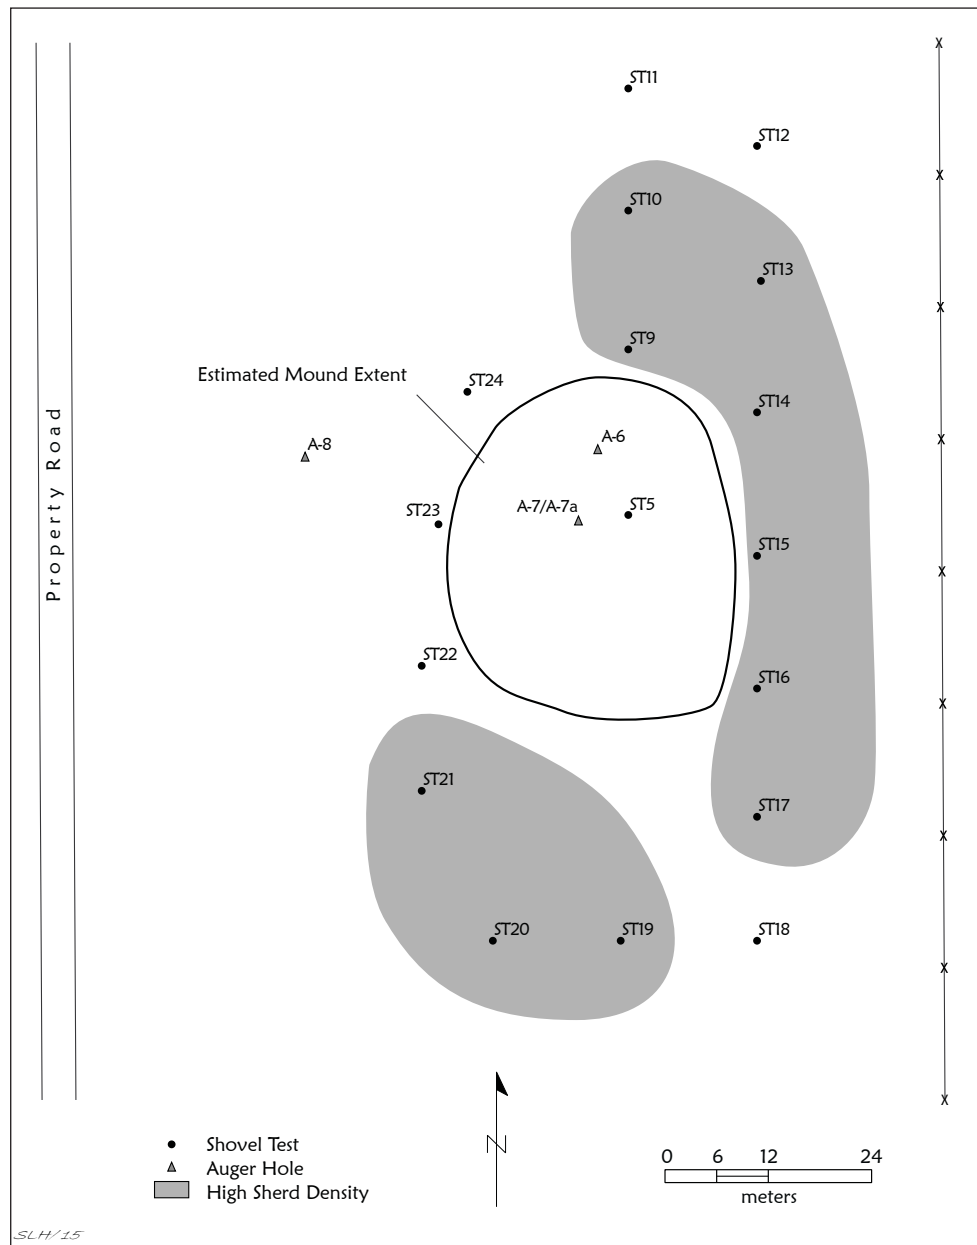 ST11
ST12
ST10
ST13
ST9
Estimated Mound Extent
ST24
ST14
A-8
A-6
ST23
A-7/A-7a
ST5
ST15
Property Road
ST22
ST16
ST21
ST17
ST20
ST19
ST18
N
Shovel Test
Auger Hole
High Sherd Density
0 6 12 24
meters
SLH/15